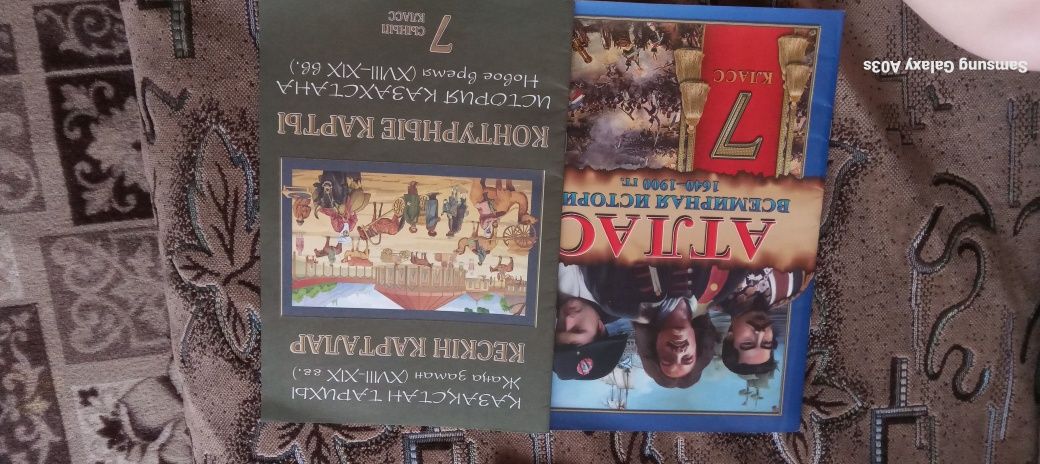 ҚАЗАҚСТАН ТАРИХЫ
Жаңа заман (XVIII–XIX ғғ.)
КЕСКІН КАРТАЛАР
КОНТУРНЫЕ КАРТЫ
ИСТОРИЯ КАЗАХСТАНА
Новое время (XVIII–XIX вв.)
7
СЫНЫП
КЛАСС
АТЛАС
ВСЕМИРНАЯ ИСТОРИ
1640–1900 гг.
7
КЛАСС
Samsung Galaxy A03s